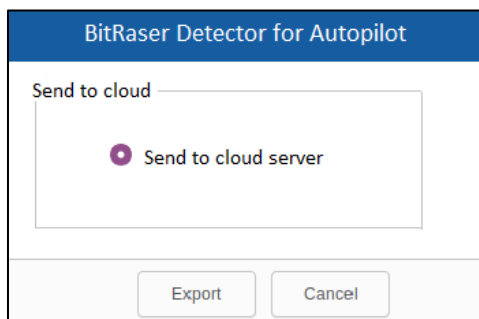 BitRaser Detector for Autopilot
Send to cloud
Send to cloud server
Export Cancel